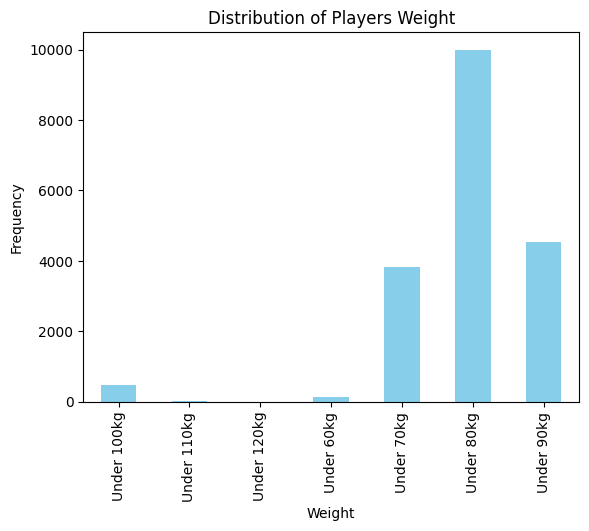 Distribution of Players Weight
Frequency
10000
8000
6000
4000
2000
0
Under 100kg
Under 110kg
Under 120kg
Under 60kg
Under 70kg
Under 80kg
Under 90kg
Weight